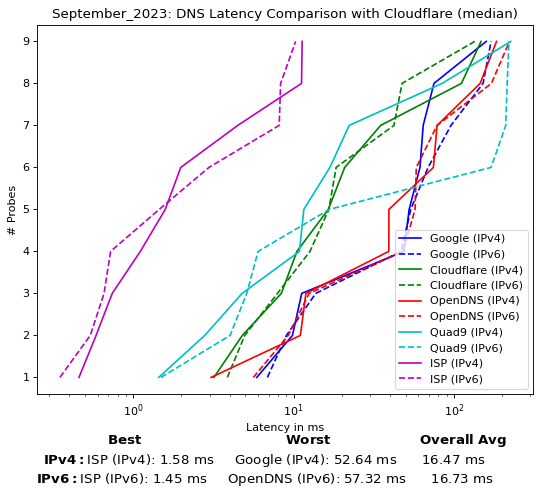 September_2023: DNS Latency Comparison with Cloudflare (median)
9
8
7
6
5
4
3
2
1
# Probes
Google (IPv4)
Google (IPv6)
Cloudflare (IPv4)
Cloudflare (IPv6)
OpenDNS (IPv4)
OpenDNS (IPv6)
Quad9 (IPv4)
Quad9 (IPv6)
ISP (IPv4)
ISP (IPv6)
10⁰ 10¹ 10²
Latency in ms
Best Worst Overall Avg
IPv4: ISP (IPv4): 1.58 ms Google (IPv4): 52.64 ms 16.47 ms
IPv6: ISP (IPv6): 1.45 ms OpenDNS (IPv6): 57.32 ms 16.73 ms